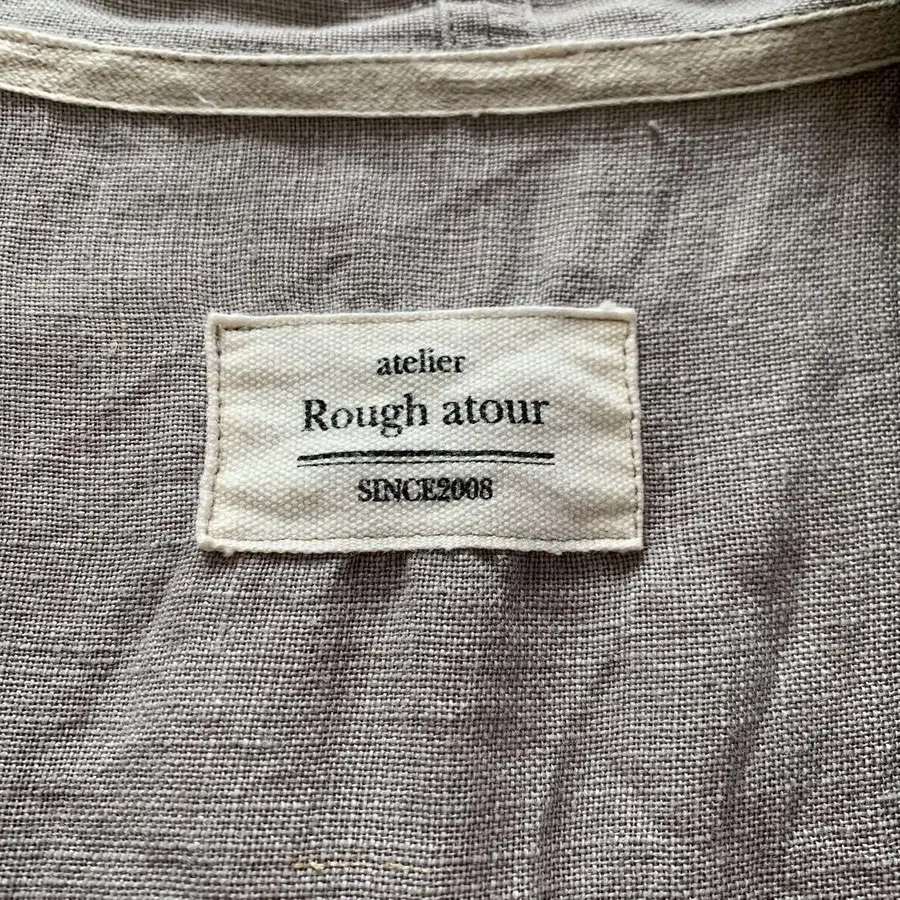 atelier
Rough atour
SINCE2008